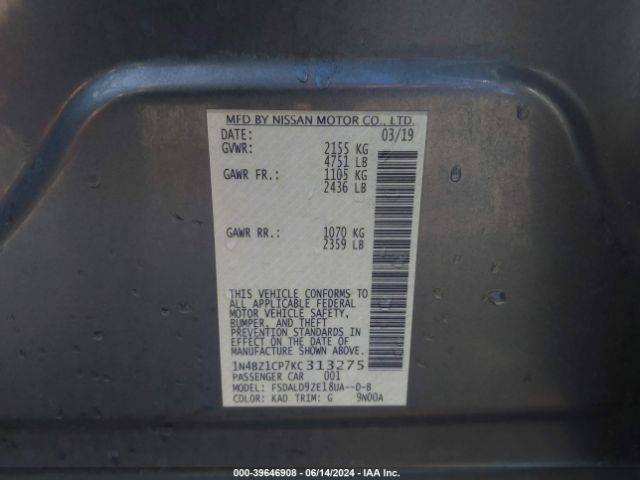 MFD BY NISSAN MOTOR CO., LTD.
DATE: 03/19
GVWR: 2155 KG
4751 LB
GAWR FR.: 1105 KG
2436 LB
GAWR RR.: 1070 KG
2359 LB
THIS VEHICLE CONFORMS TO
ALL APPLICABLE FEDERAL
MOTOR VEHICLE SAFETY,
BUMPER, AND THEFT
PREVENTION STANDARDS
IN EFFECT ON THE DATE OF
MANUFACTURE SHOWN ABOVE.
1N4BZ1CP7KC 313275
PASSENGER CAR 001
MODEL: FSDALD9ZE18UA--D-B
COLOR: KAD TRIM: G 9N00A
000-39646908 - 06/14/2024 - IAA Inc.